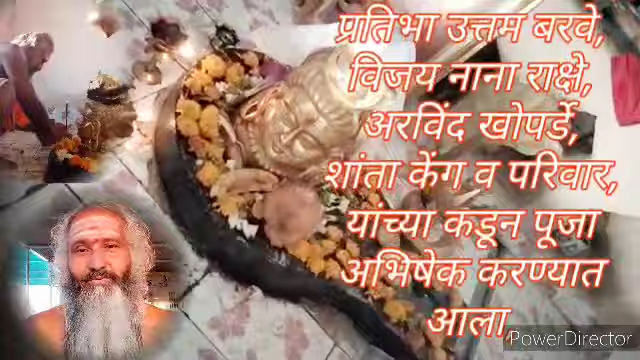 प्रतिभा उत्तम बरवे,
विजय नाना राक्षे,
अरविंद खोपर्डे,
शांता केंग व परिवार,
याच्या कडून पूजा
अभिषेक करण्यात
आला
PowerDirector